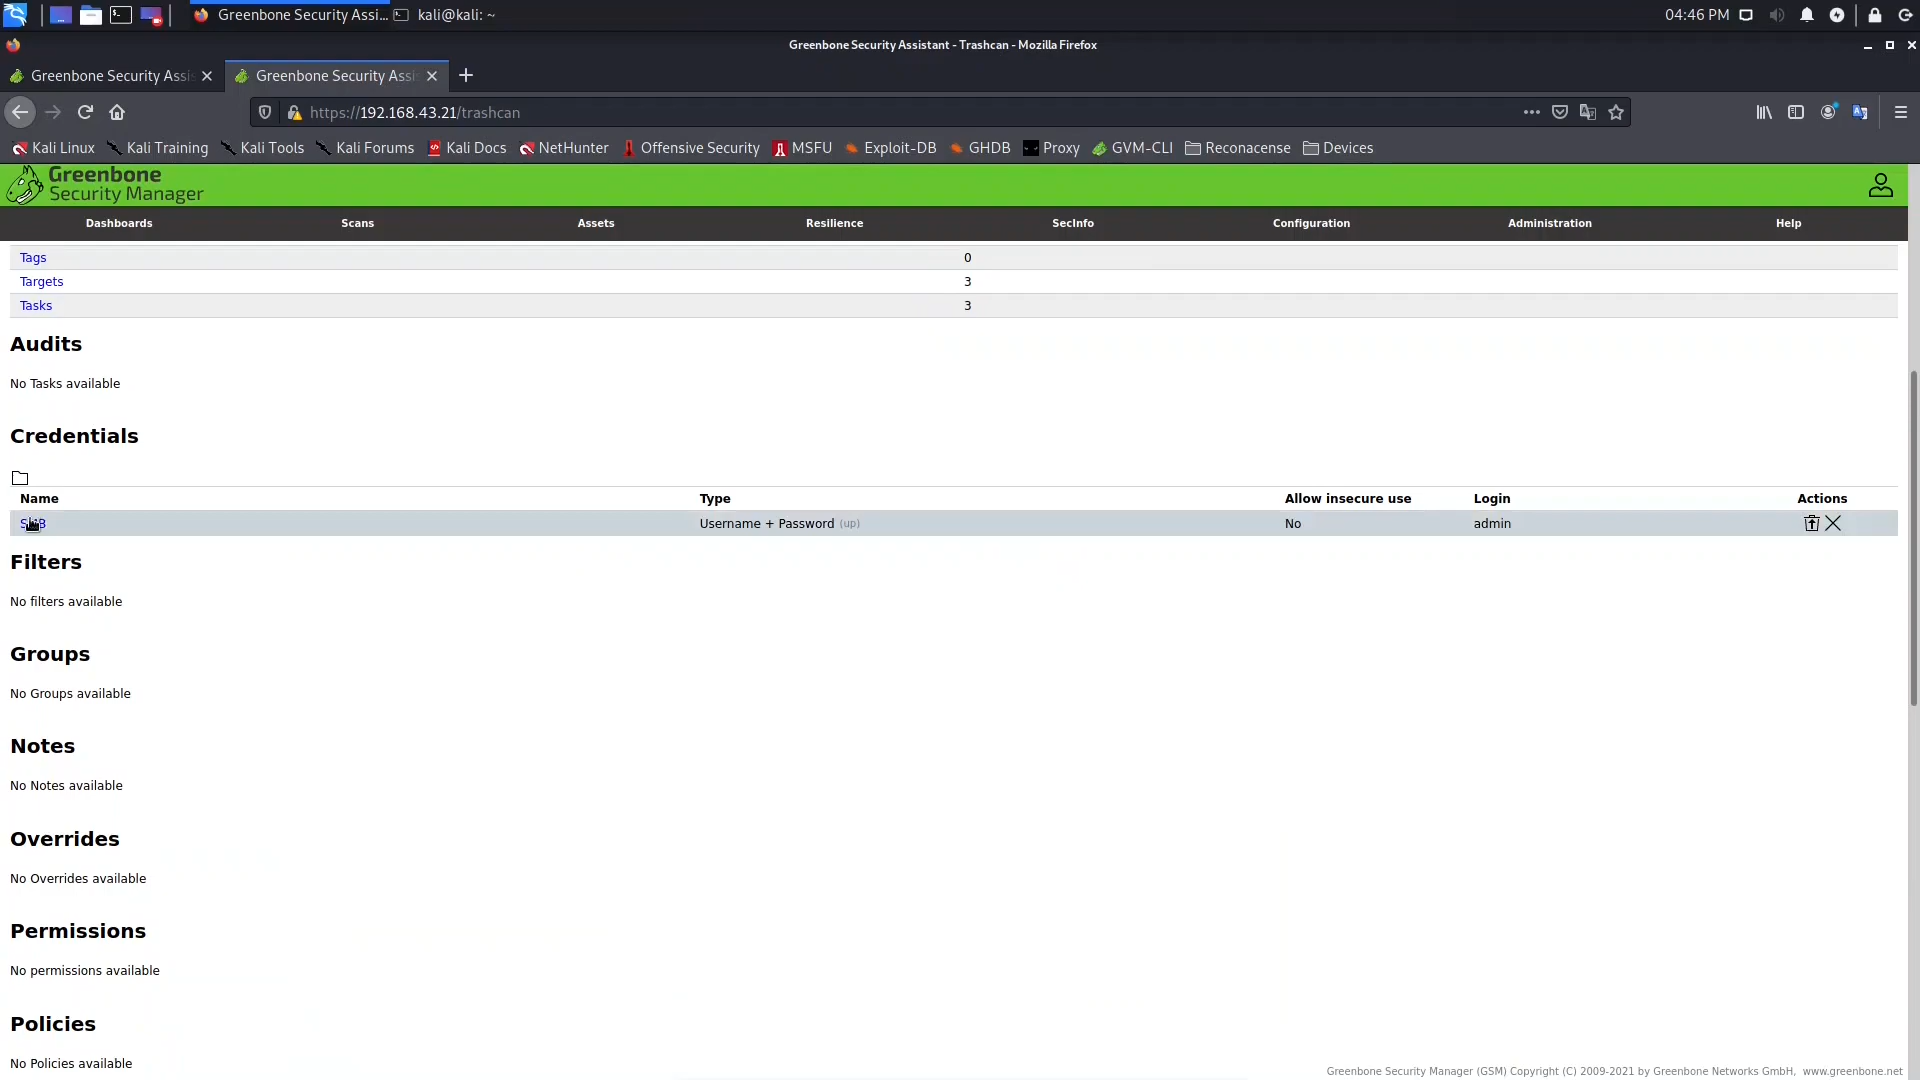 Greenbone Security Assi...
kali@kali: ~
04:46 PM
Greenbone Security Assistant - Trashcan - Mozilla Firefox
Greenbone Security Assis
Greenbone Security Assi
https://192.168.43.21/trashcan
Kali Linux
Kali Training
Kali Tools
Kali Forums
Kali Docs
NetHunter
Offensive Security
MSFU
Exploit-DB
GHDB
Proxy
GVM-CLI
Reconacense
Devices
Greenbone
Security Manager
Dashboards
Scans
Assets
Resilience
SecInfo
Configuration
Administration
Help
Tags 0
Targets 3
Tasks 3
Audits
No Tasks available
Credentials
Name Type Allow insecure use Login Actions
Username + Password (up) No admin
Filters
No filters available
Groups
No Groups available
Notes
No Notes available
Overrides
No Overrides available
Permissions
No permissions available
Policies
No Policies available
Greenbone Security Manager (GSM) Copyright (C) 2009-2021 by Greenbone Networks GmbH, www.greenbone.net